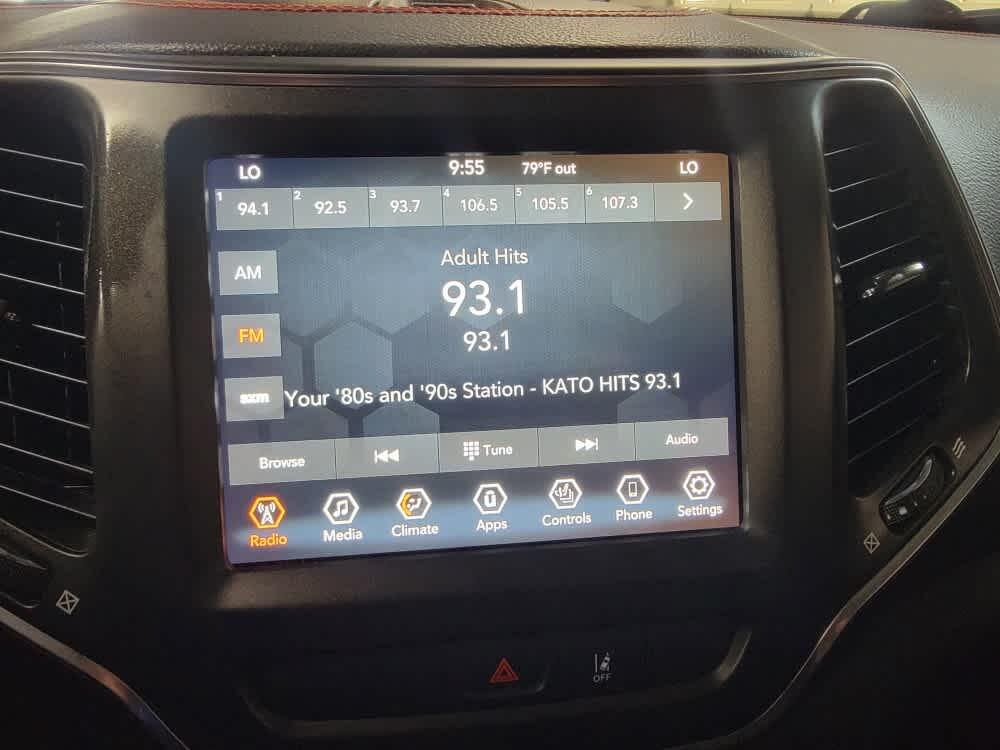 LO 9:55 79°F out LO
1 94.1 2 92.5 3 93.7 4 106.5 5 105.5 6 107.3
Adult Hits
AM
93.1
FM
93.1
sxm Your '80s and '90s Station - KATO HITS 93.1
Browse Tune Audio
Radio Media Climate Apps Controls Phone Settings
OFF